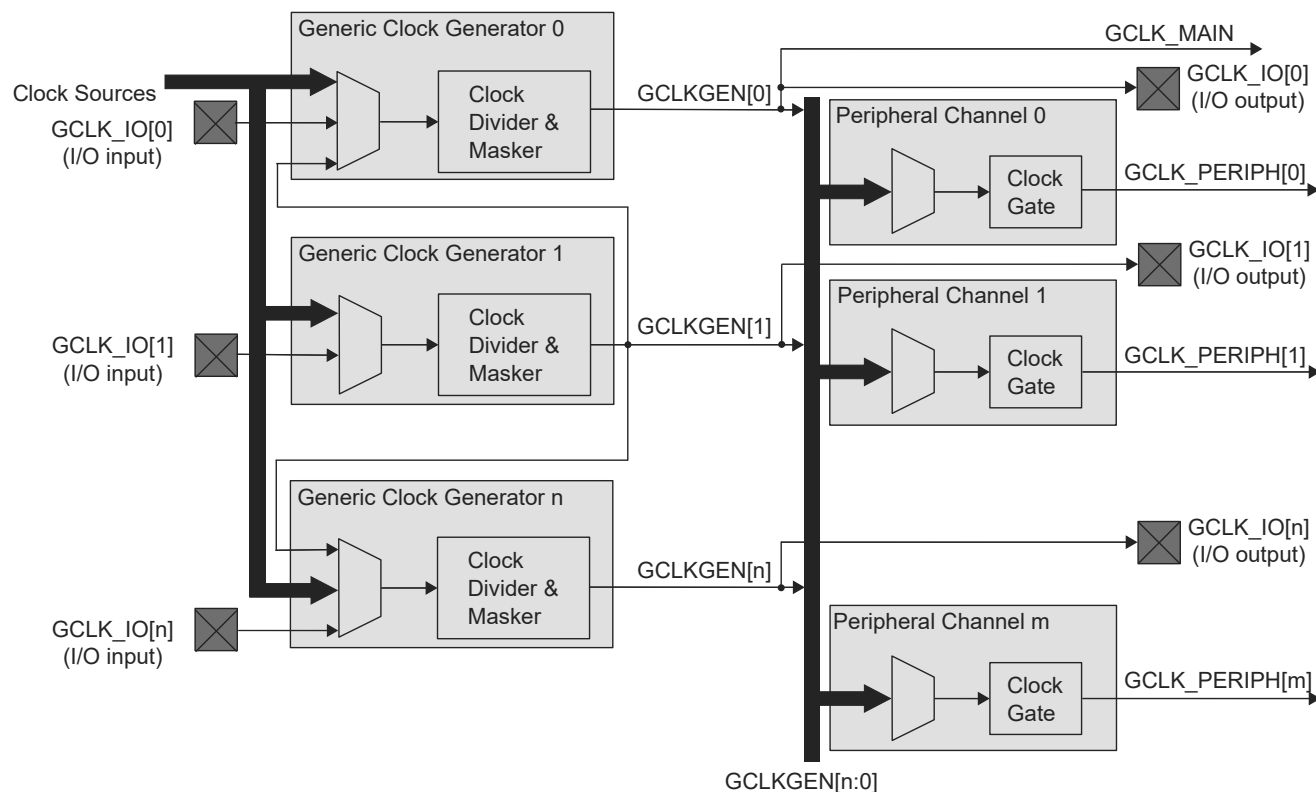 Generic Clock Generator 0
Clock Sources
GCLK_IO[0]
(I/O input)
Clock
Divider &
Masker
GCLKGEN[0]
GCLK_MAIN
GCLK_IO[0]
(I/O output)
Peripheral Channel 0
Clock
Gate
GCLK_PERIPH[0]
Generic Clock Generator 1
GCLK_IO[1]
(I/O input)
Clock
Divider &
Masker
GCLKGEN[1]
GCLK_IO[1]
(I/O output)
Peripheral Channel 1
Clock
Gate
GCLK_PERIPH[1]
Generic Clock Generator n
GCLK_IO[n]
(I/O input)
Clock
Divider &
Masker
GCLKGEN[n]
GCLK_IO[n]
(I/O output)
Peripheral Channel m
Clock
Gate
GCLK_PERIPH[m]
GCLKGEN[n:0]